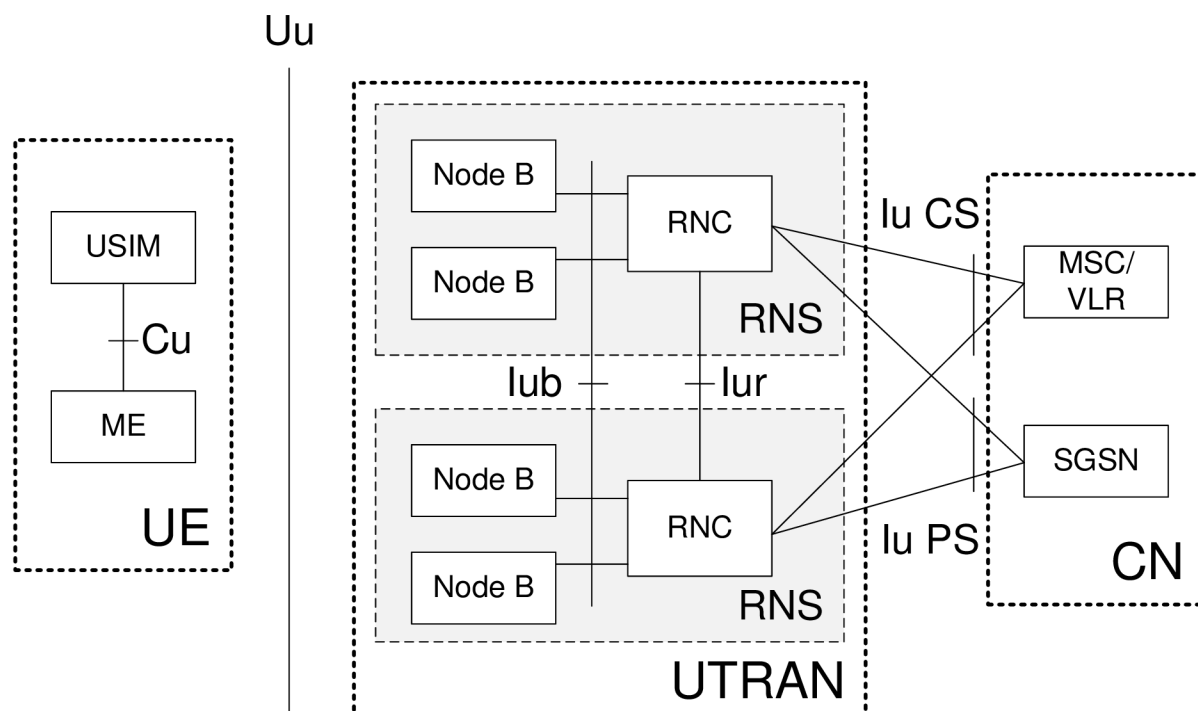 Uu
USIM
Cu
ME
UE
Node B
Node B
RNC
RNS
Iub
Iur
Node B
Node B
RNC
RNS
UTRAN
Iu CS
Iu PS
MSC/
VLR
SGSN
CN